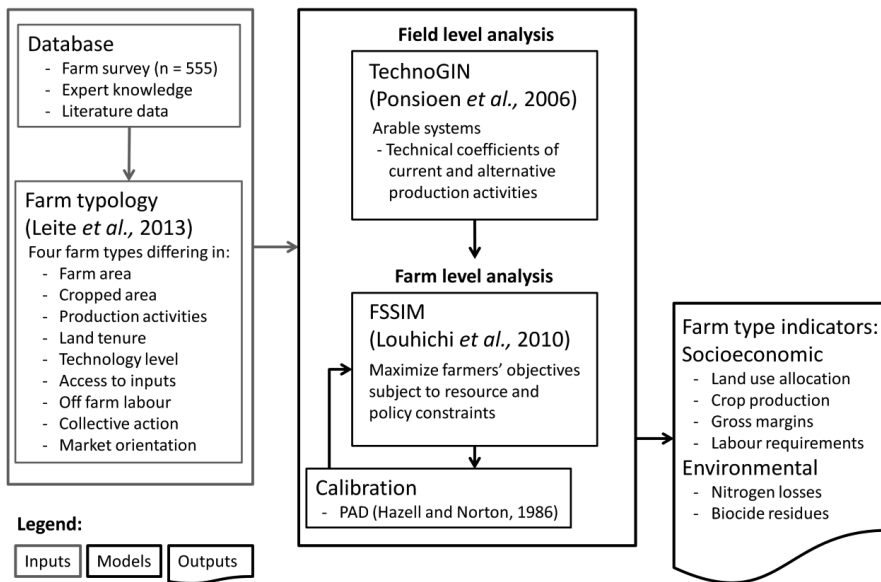 Database
- Farm survey (n = 555)
- Expert knowledge
- Literature data
Farm typology
(Leite et al., 2013)
Four farm types differing in:
- Farm area
- Cropped area
- Production activities
- Land tenure
- Technology level
- Access to inputs
- Off farm labour
- Collective action
- Market orientation
Legend:
Inputs
Models
Outputs
Field level analysis
TechnoGIN
(Ponsioen et al., 2006)
Arable systems
- Technical coefficients of
current and alternative
production activities
Farm level analysis
FSSIM
(Louhichi et al., 2010)
Maximize farmers’ objectives
subject to resource and
policy constraints
Calibration
- PAD (Hazell and Norton, 1986)
Farm type indicators:
Socioeconomic
- Land use allocation
- Crop production
- Gross margins
- Labour requirements
Environmental
- Nitrogen losses
- Biocide residues